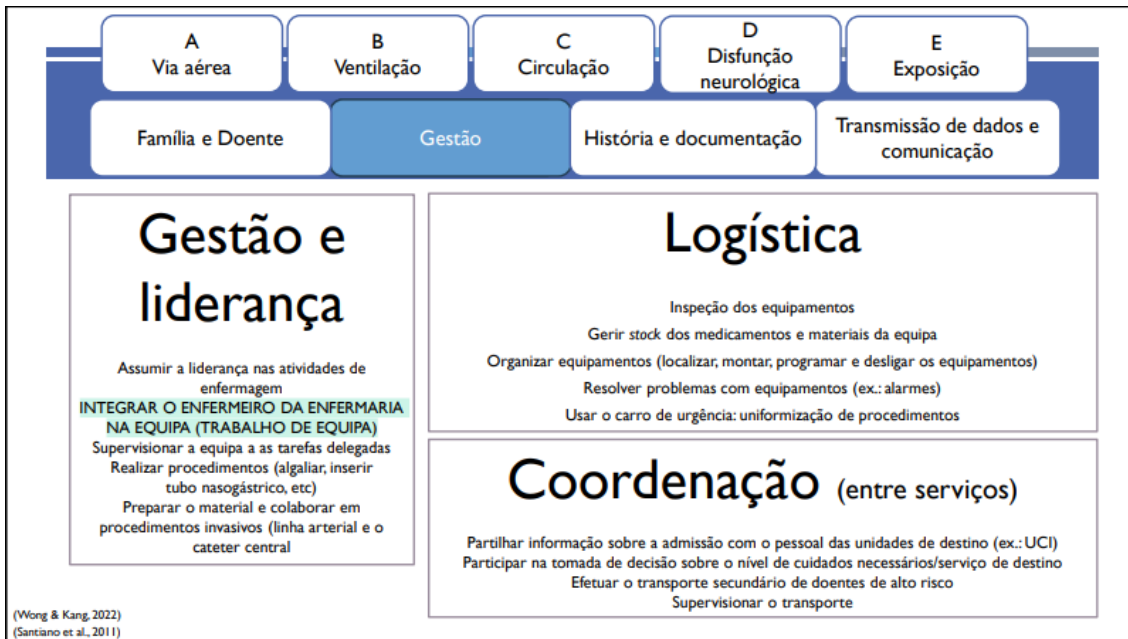 A
Via aérea
B
Ventilação
C
Circulação
D
Disfunção
neurológica
E
Exposição
Família e Doente
Gestão
História e documentação
Transmissão de dados e
comunicação
Gestão e
liderança
Assumir a liderança nas atividades de
enfermagem
INTEGRAR O ENFERMEIRO DA ENFERMARIA
NA EQUIPA (TRABALHO DE EQUIPA)
Supervisionar a equipa a as tarefas delegadas
Realizar procedimentos (algaliar, inserir
tubo nasogástrico, etc)
Preparar o material e colaborar em
procedimentos invasivos (linha arterial e o
cateter central
Logística
Inspeção dos equipamentos
Gerir stock dos medicamentos e materiais da equipa
Organizar equipamentos (localizar, montar, programar e desligar os equipamentos)
Resolver problemas com equipamentos (ex.: alarmes)
Usar o carro de urgência: uniformização de procedimentos
Coordenação (entre serviços)
Partilhar informação sobre a admissão com o pessoal das unidades de destino (ex.: UCI)
Participar na tomada de decisão sobre o nível de cuidados necessários/serviço de destino
Efetuar o transporte secundário de doentes de alto risco
Supervisionar o transporte
(Wong & Kang, 2022)
(Santiano et al., 2011)